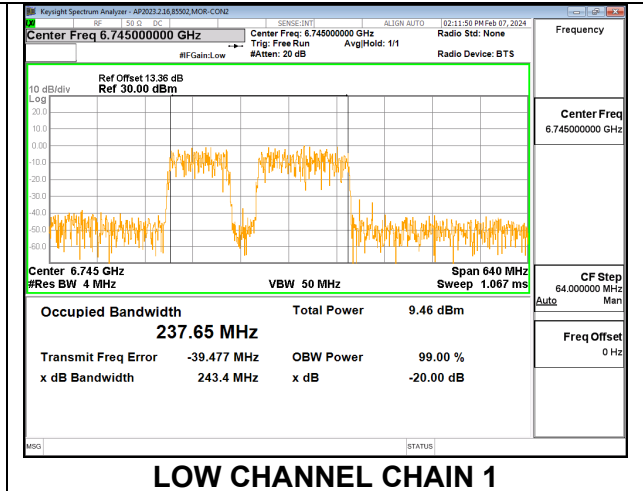 Keysight Spectrum Analyzer - AP2023.2.16,85502,MOR-CON2
RF 50 Ω DC SENSE:INT ALIGN AUTO 02:11:50 PM Feb 07, 2024
Center Freq 6.745000000 GHz Center Freq: 6.745000000 GHz Radio Std: None Frequency
Trig: Free Run Avg|Hold: 1/1
#IFGain:Low #Atten: 20 dB Radio Device: BTS
Ref Offset 13.36 dB
10 dB/div Ref 30.00 dBm
Log
20.0
10.0
0.00
-10.0
-20.0
-30.0
-40.0
-50.0
-60.0
Center Freq
6.745000000 GHz
Center 6.745 GHz Span 640 MHz
#Res BW 4 MHz VBW 50 MHz Sweep 1.067 ms
CF Step
64.000000 MHz
Auto Man
Occupied Bandwidth Total Power 9.46 dBm
237.65 MHz
Freq Offset
0 Hz
Transmit Freq Error -39.477 MHz OBW Power 99.00 %
x dB Bandwidth 243.4 MHz x dB -20.00 dB
MSG STATUS
LOW CHANNEL CHAIN 1